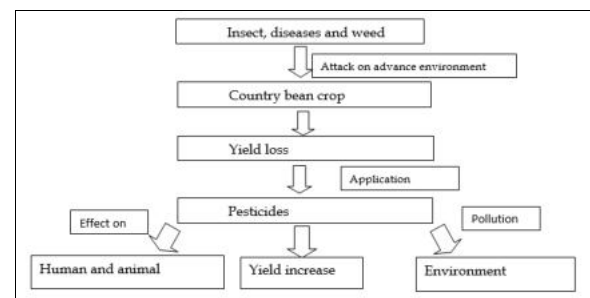 Insect, diseases and weed
Attack on advance environment
Country bean crop
Yield loss
Application
Pesticides
Effect on
Pollution
Human and animal
Yield increase
Environment